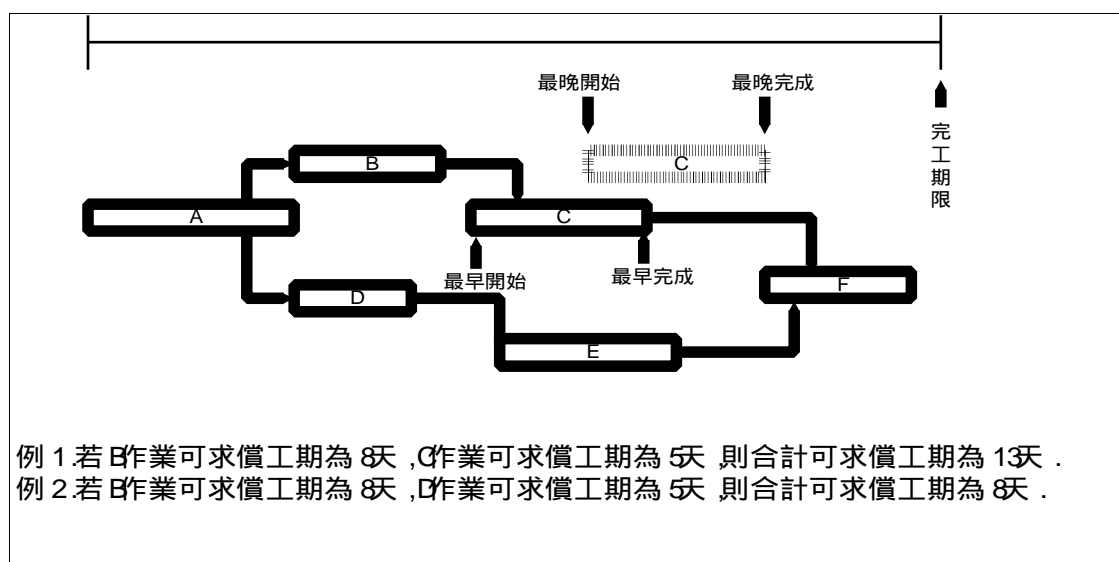 最晚開始
最晚完成
完工期限
B
C
A
C
最早開始
最早完成
F
D
E
例 1.若B作業可求償工期為 8天 ,C作業可求償工期為 5天 ,則合計可求償工期為 13天 .
例 2.若B作業可求償工期為 8天 ,D作業可求償工期為 5天 ,則合計可求償工期為 8天 .